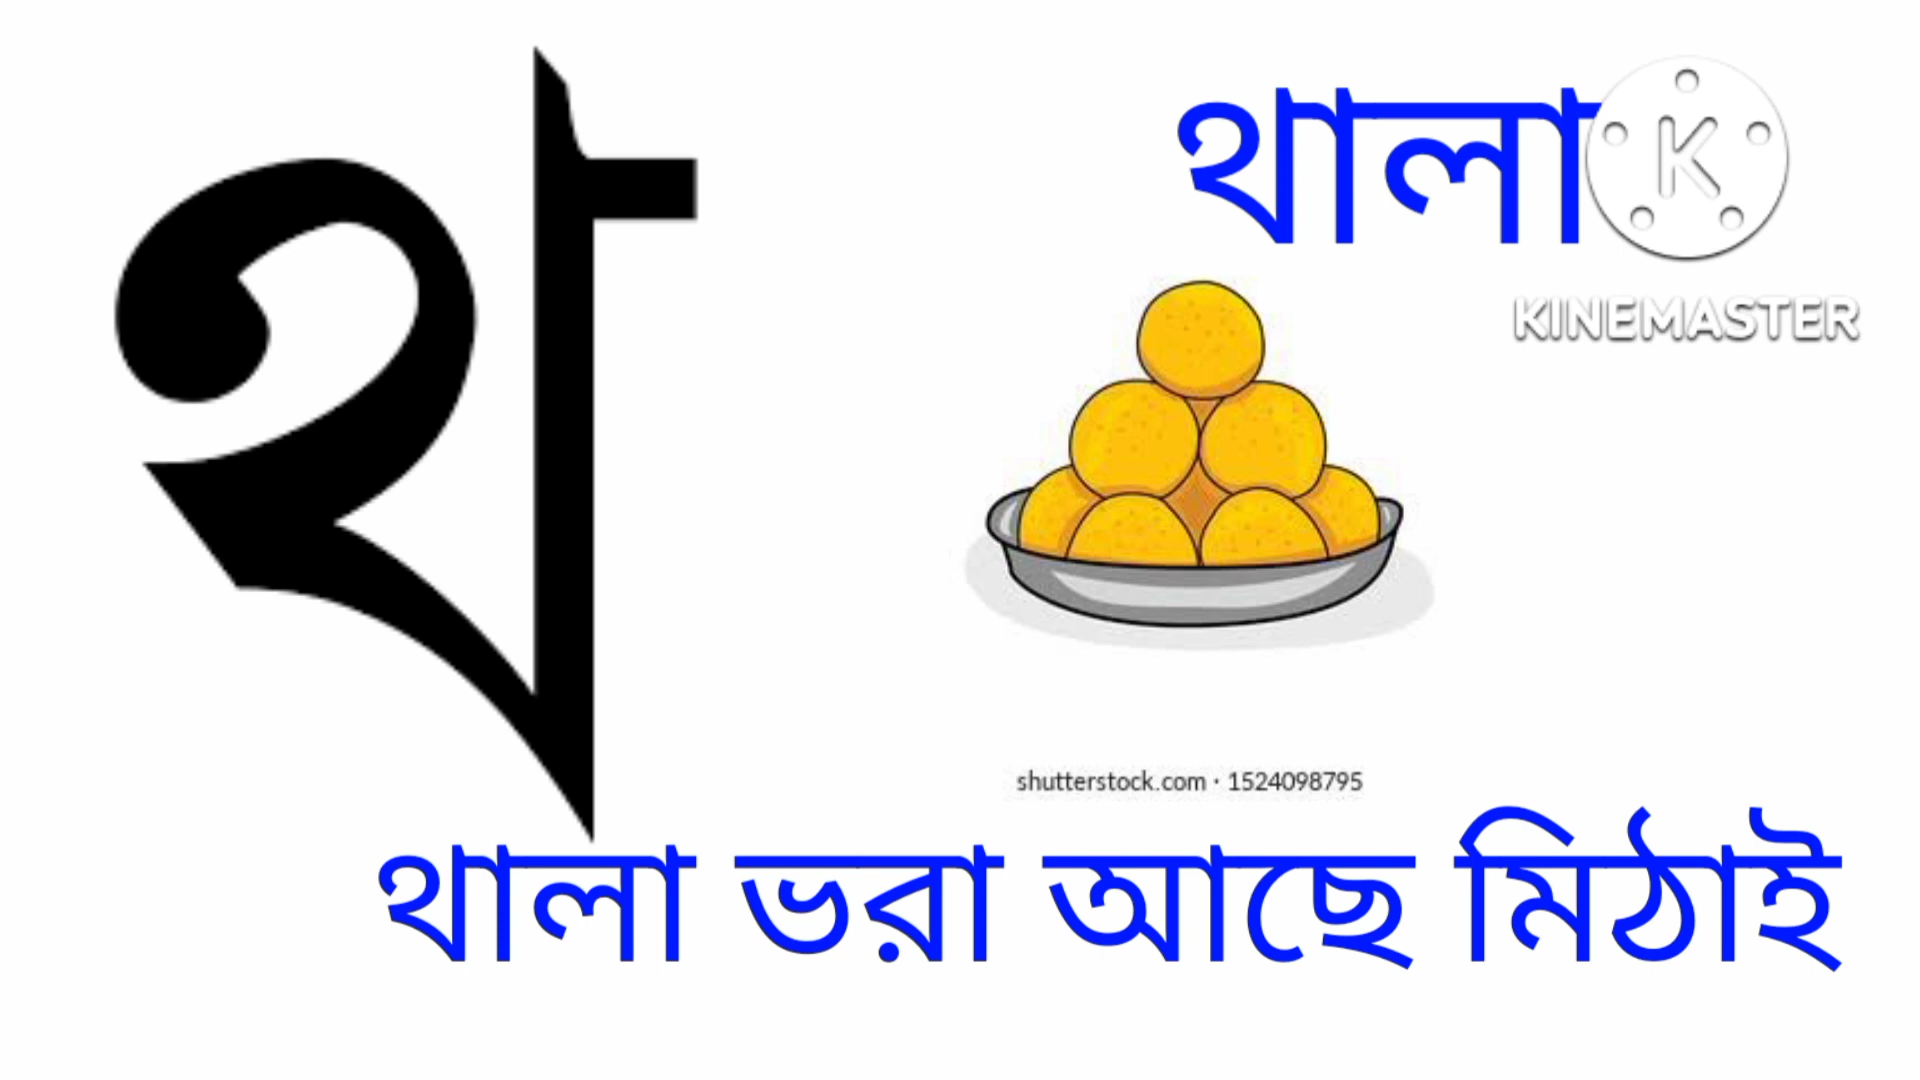 থ
থালা
K
KINEMASTER
shutterstock.com · 1524098795
থালা ভরা আছে মিঠাই